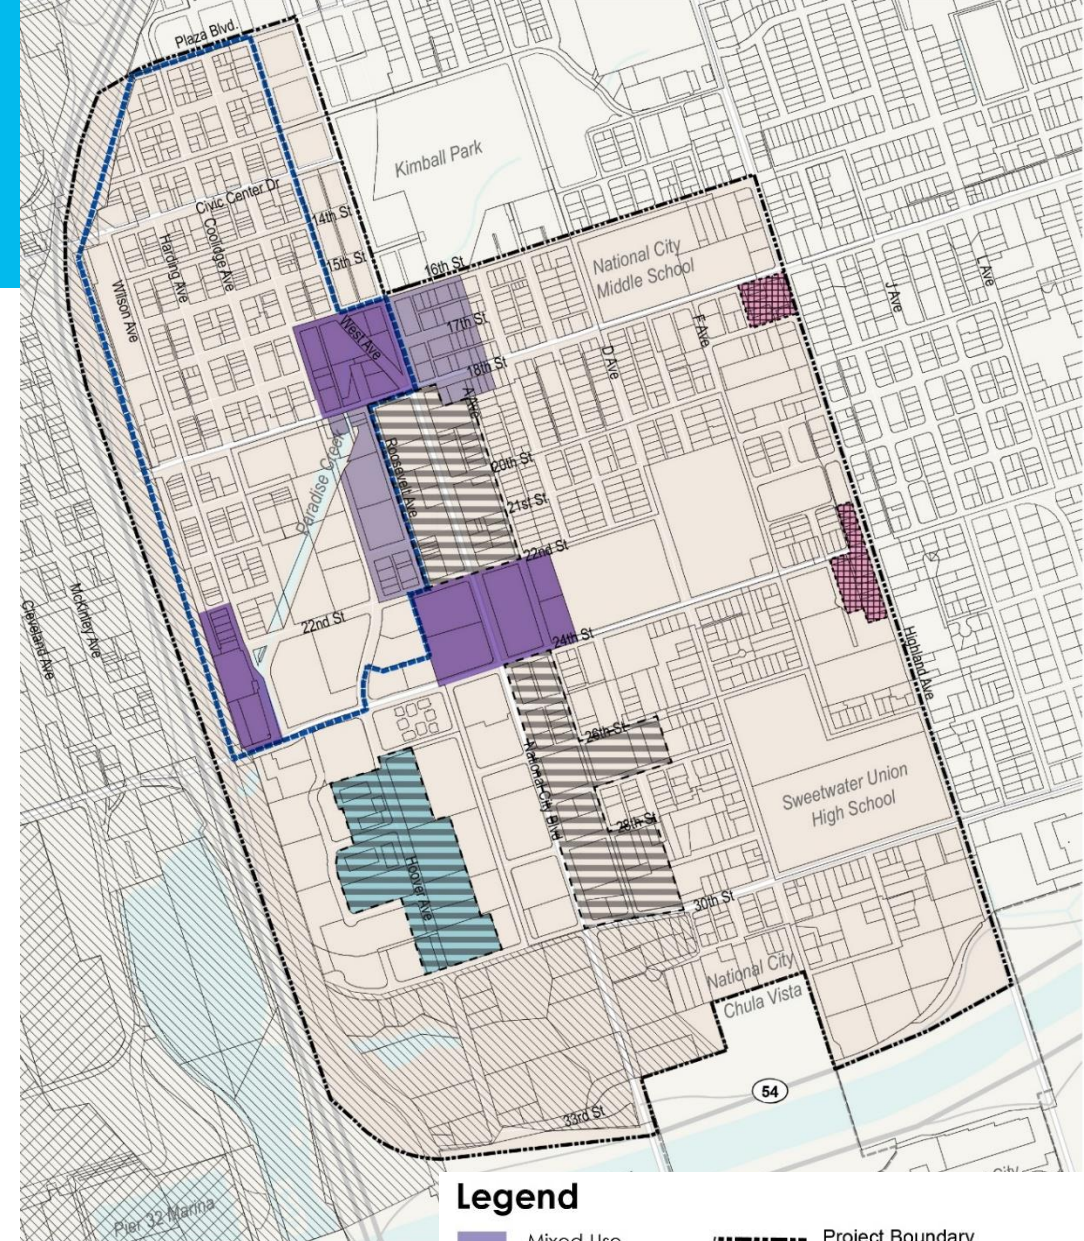 Plaza Blvd.
Kimball Park
Civic Center Dr
Coolidge Ave
Harding Ave
Wilson Ave
14th St
15th St
16th St
National City
Middle School
L Ave
J Ave
West Ave
17th St
F Ave
18th St
D Ave
Paradise Creek
Roosevelt Ave
20th St
21st St
22nd St
McKinley Ave
Cleveland Ave
22nd St
24th St
Highland Ave
26th St
National City Blvd
Sweetwater Union
High School
28th St
Hoover Ave
30th St
National City
Chula Vista
54
33rd St
City
Pier 32 Marina
Legend
Mixed-Use
Project Boundary